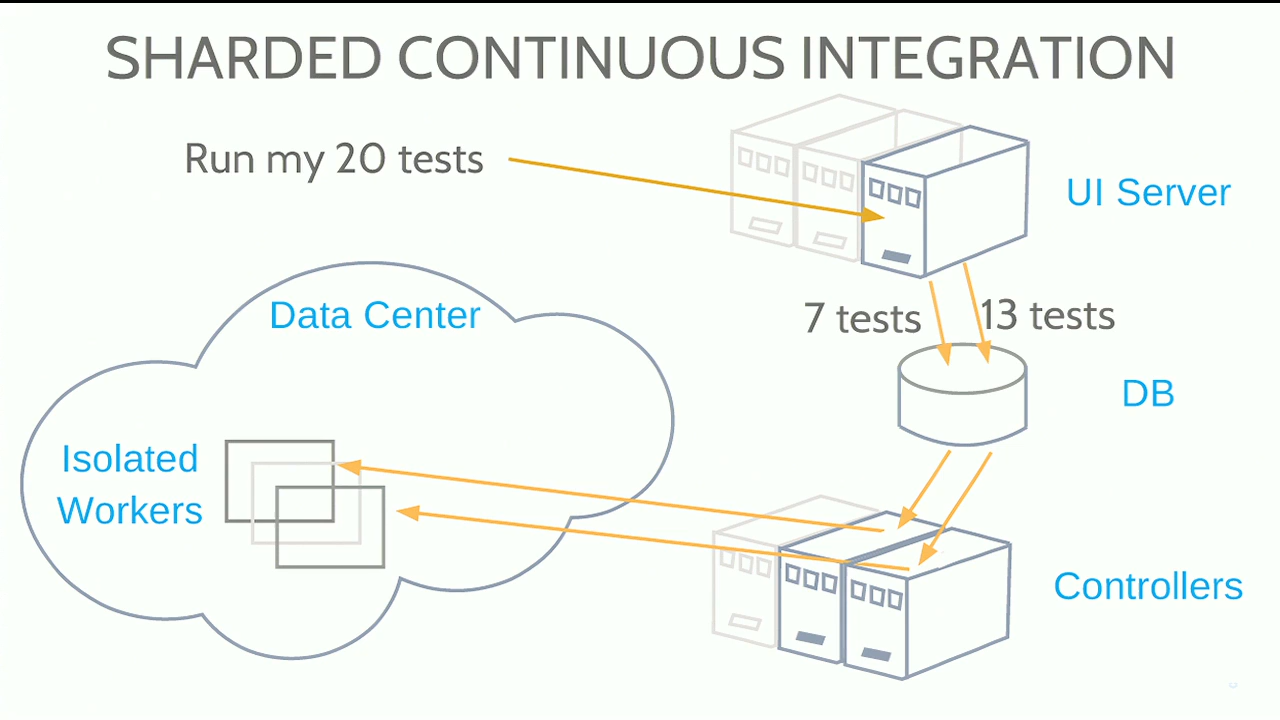 SHARDED CONTINUOUS INTEGRATION
Run my 20 tests
UI Server
Data Center
7 tests
13 tests
DB
Isolated
Workers
Controllers